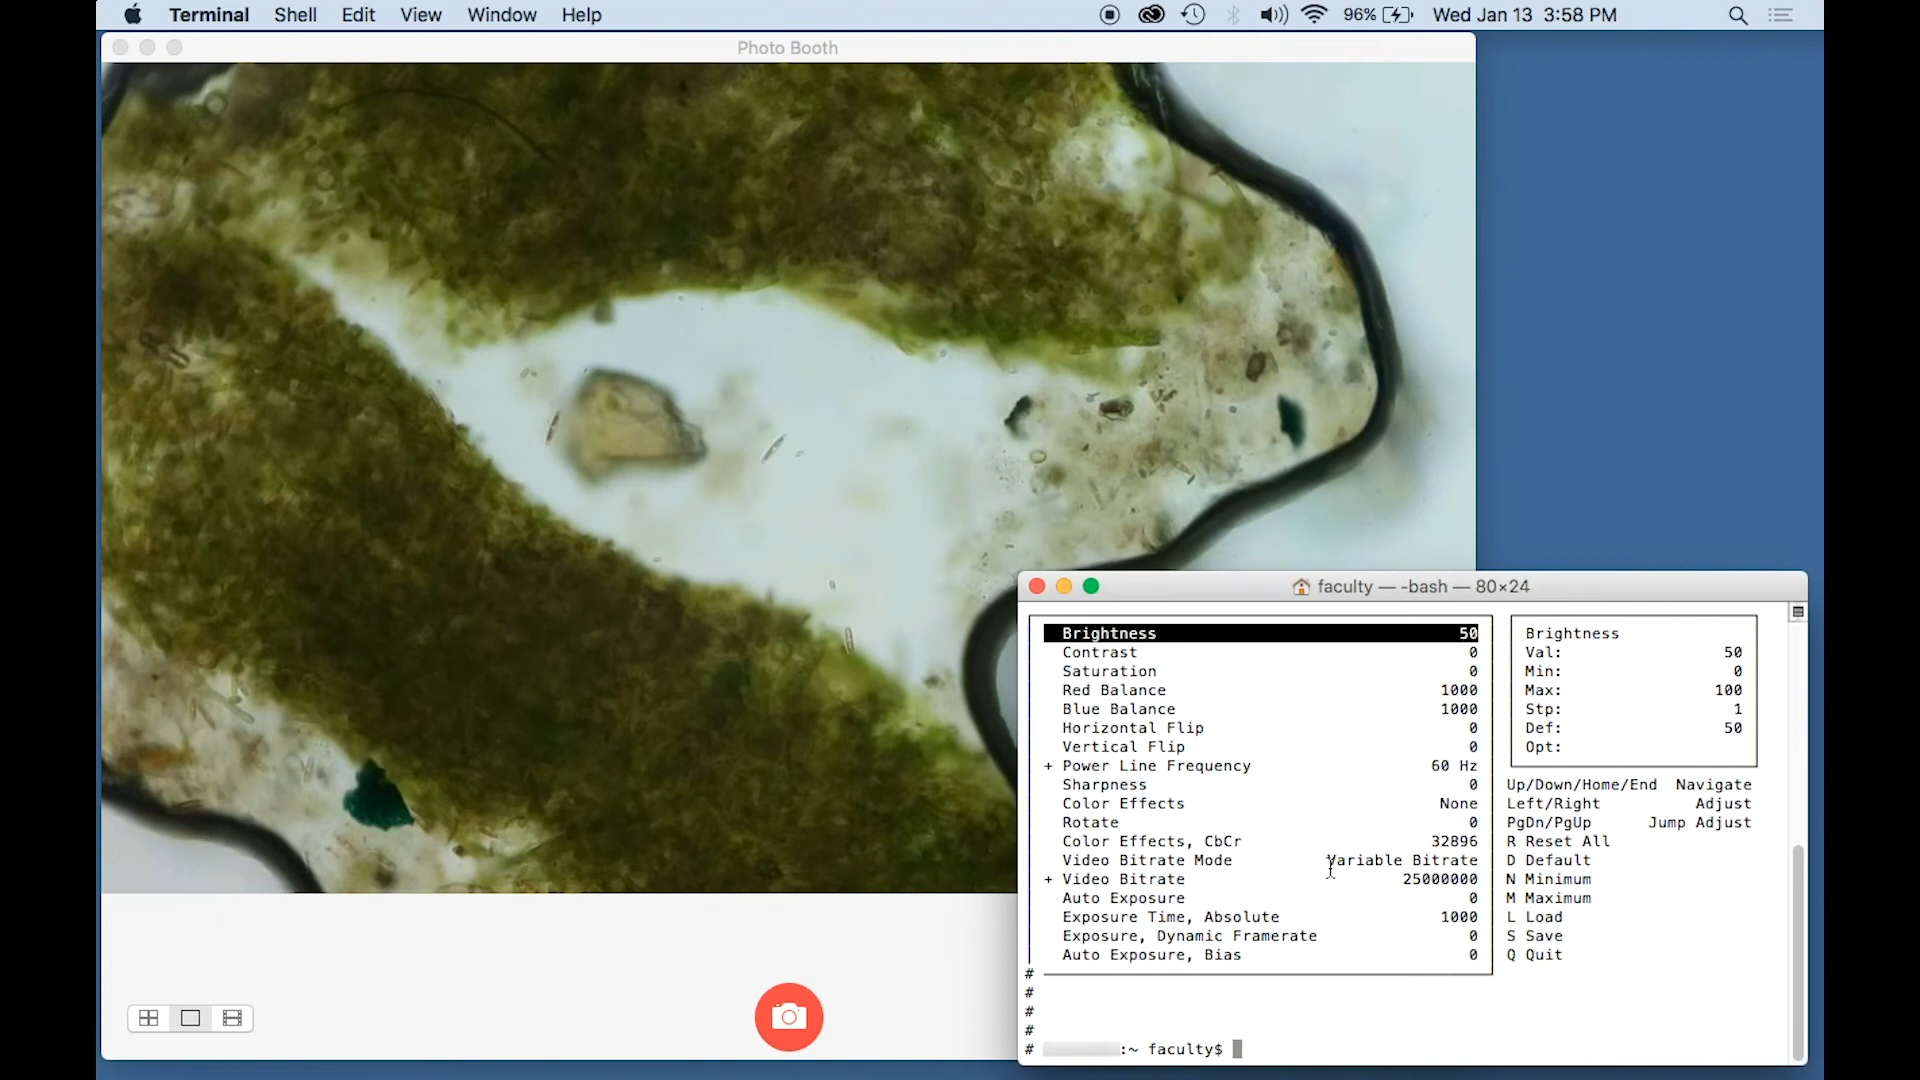 Terminal Shell Edit View Window Help 96% Wed Jan 13 3:58 PM
Photo Booth
faculty — -bash — 80×24
Brightness 50
Contrast 0
Saturation 0
Red Balance 1000
Blue Balance 1000
Horizontal Flip 0
Vertical Flip 0
+ Power Line Frequency 60 Hz
Sharpness 0
Color Effects None
Rotate 0
Color Effects, CbCr 32896
Video Bitrate Mode Variable Bitrate
+ Video Bitrate 25000000
Auto Exposure 0
Exposure Time, Absolute 1000
Exposure, Dynamic Framerate 0
Auto Exposure, Bias 0
Brightness
Val: 50
Min: 0
Max: 100
Stp: 1
Def: 50
Opt:
Up/Down/Home/End Navigate
Left/Right Adjust
PgDn/PgUp Jump Adjust
R Reset All
D Default
N Minimum
M Maximum
L Load
S Save
Q Quit
#
#
#
#
# :~ faculty$